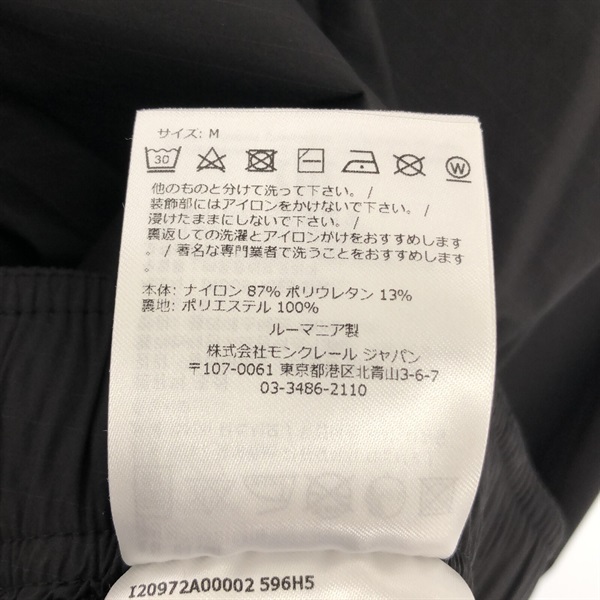 サイズ: M
30
W
他のものと分けて洗って下さい。 /
装飾部にはアイロンをかけないで下さい。 /
浸けたままにしないで下さい。 /
裏返しての洗濯とアイロンがけをおすすめします
。 / 著名な専門業者で洗うことをおすすめします
。
本体: ナイロン 87% ポリウレタン 13%
裏地: ポリエステル 100%
ルーマニア製
株式会社モンクレール ジャパン
〒107-0061 東京都港区北青山3-6-7
03-3486-2110
I20972A00002 596H5